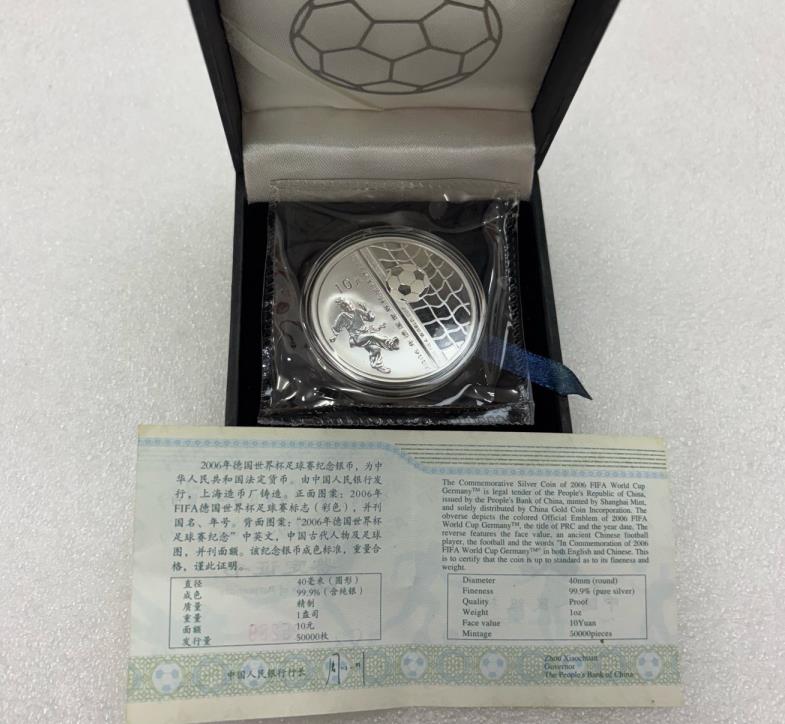 10元
2006年德国世界杯足球赛纪念银币，为中
华人民共和国法定货币。由中国人民银行发
行，上海造币厂铸造。正面图案：2006年
FIFA德国世界杯足球赛标志（彩色），并刊
国名、年号。背面图案：“2006年德国世界杯
足球赛纪念”中英文，中国古代人物及足球
图，并刊面额。该纪念银币成色标准，重量合
格，谨此证明。
直径 40毫米（圆形）
成色 99.9%（含纯银）
质量 精制
重量 1盎司
面额 10元
发行量 50000枚
中国人民银行行长
The Commemorative Silver Coin of 2006 FIFA World Cup
Germany™ is legal tender of the People's Republic of China,
issued by the People's Bank of China, minted by Shanghai Mint,
and solely distributed by China Gold Coin Incorporation. The
obverse depicts the colored Official Emblem of 2006 FIFA
World Cup Germany™, the title of PRC and the year date. The
reverse features the face value, an ancient Chinese football
player, the football and the words "In Commemoration of 2006
FIFA World Cup Germany™" in both English and Chinese. This
is to certify that the coin is up to standard as to its fineness and
weight.
Diameter 40mm (round)
Fineness 99.9% (pure silver)
Quality Proof
Weight 1oz
Face value 10Yuan
Mintage 50000pieces
Zhou Xiaochuan
Governor
The People's Bank of China